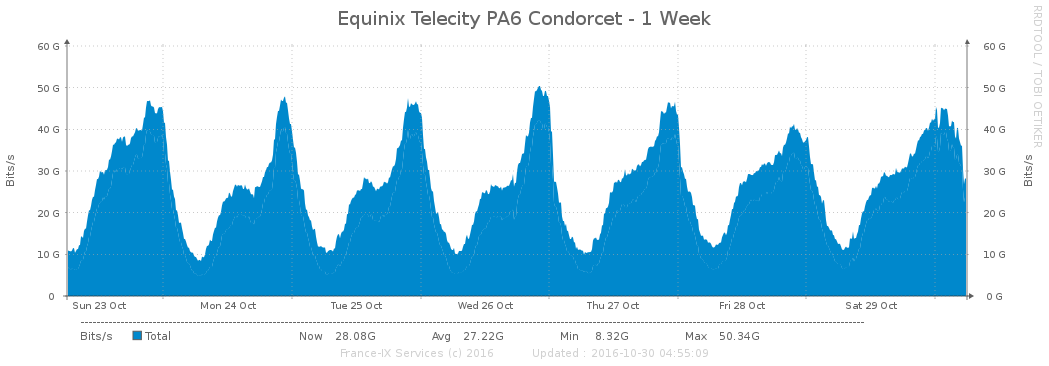 Equinix Telecity PA6 Condorcet - 1 Week
RRDTOOL / TOBI OETIKER
Bits/s
60 G 60 G
50 G 50 G
40 G 40 G
30 G 30 G
20 G 20 G
10 G 10 G
0 0 G
Bits/s
Sun 23 Oct Mon 24 Oct Tue 25 Oct Wed 26 Oct Thu 27 Oct Fri 28 Oct Sat 29 Oct
Bits/s Total Now 28.08G Avg 27.22G Min 8.32G Max 50.34G
France-IX Services (c) 2016 Updated : 2016-10-30 04:55:09